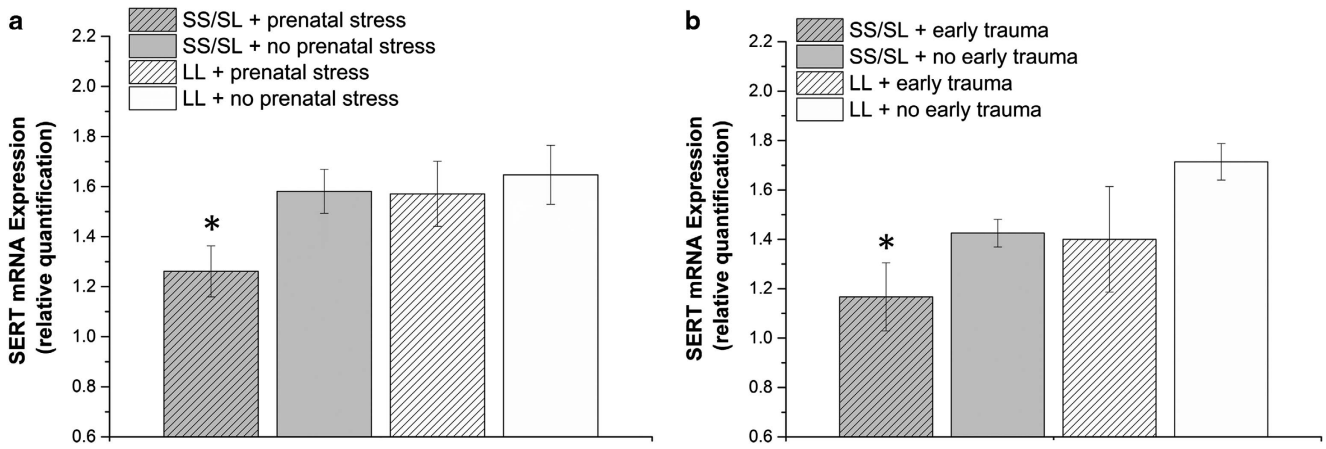 a
SS/SL + prenatal stress
SS/SL + no prenatal stress
LL + prenatal stress
LL + no prenatal stress
SERT mRNA Expression
(relative quantification)
2.2
2.0
1.8
1.6
1.4
1.2
1.0
0.8
0.6
*
b
SS/SL + early trauma
SS/SL + no early trauma
LL + early trauma
LL + no early trauma
SERT mRNA Expression
(relative quantification)
2.2
2.0
1.8
1.6
1.4
1.2
1.0
0.8
0.6
*